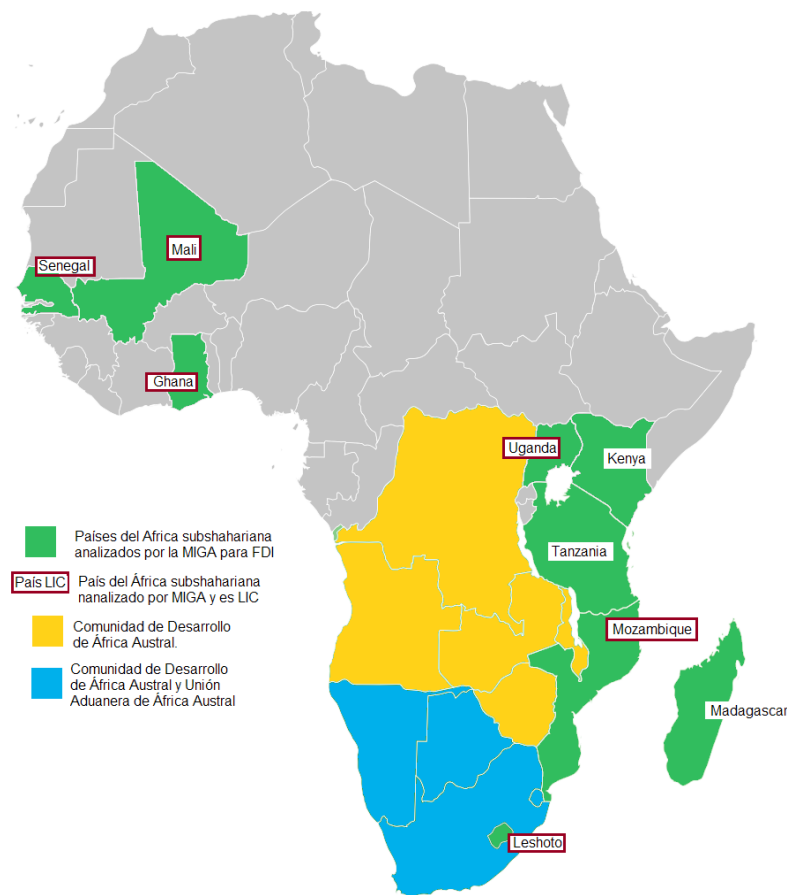 Mali
Senegal
Ghana
Uganda
Kenya
Tanzania
Mozambique
Madagascar
Leshoto
Países del Africa subshahariana
analizados por la MIGA para FDI
País LIC
País del África subshahariana
nanalizado por MIGA y es LIC
Comunidad de Desarrollo
de África Austral.
Comunidad de Desarrollo
de África Austral y Unión
Aduanera de África Austral